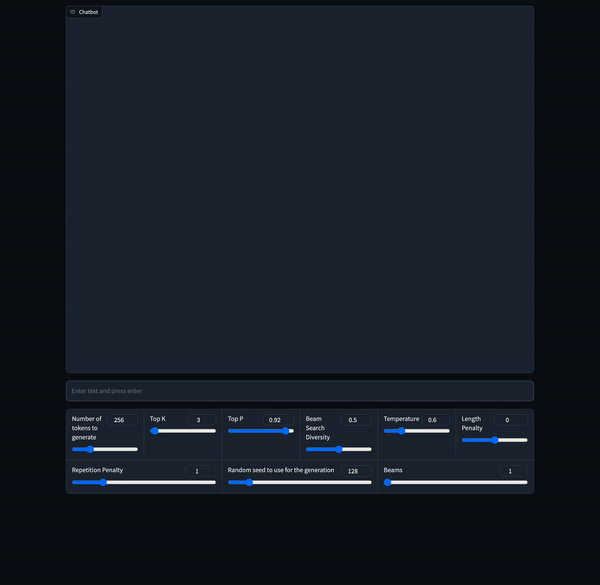 Chatbot
Enter text and press enter
Number of tokens to generate 256
Top K 3
Top P 0.92
Beam Search Diversity 0.5
Temperature 0.6
Length Penalty 0
Repetition Penalty 1
Random seed to use for the generation 128
Beams 1